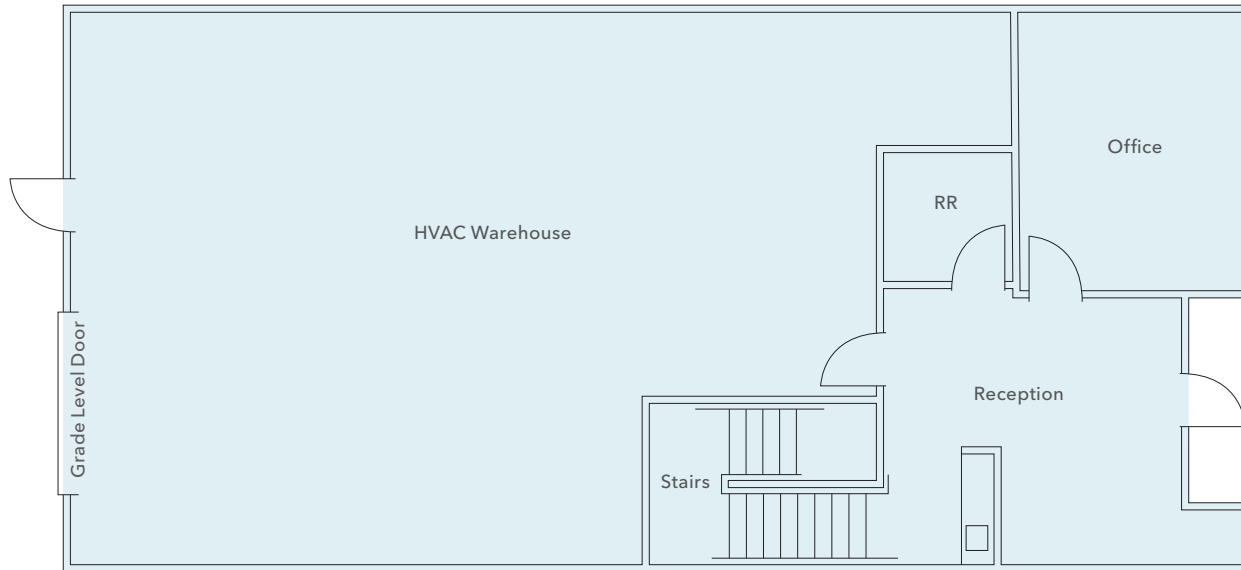 Office
RR
HVAC Warehouse
Grade Level Door
Reception
Stairs